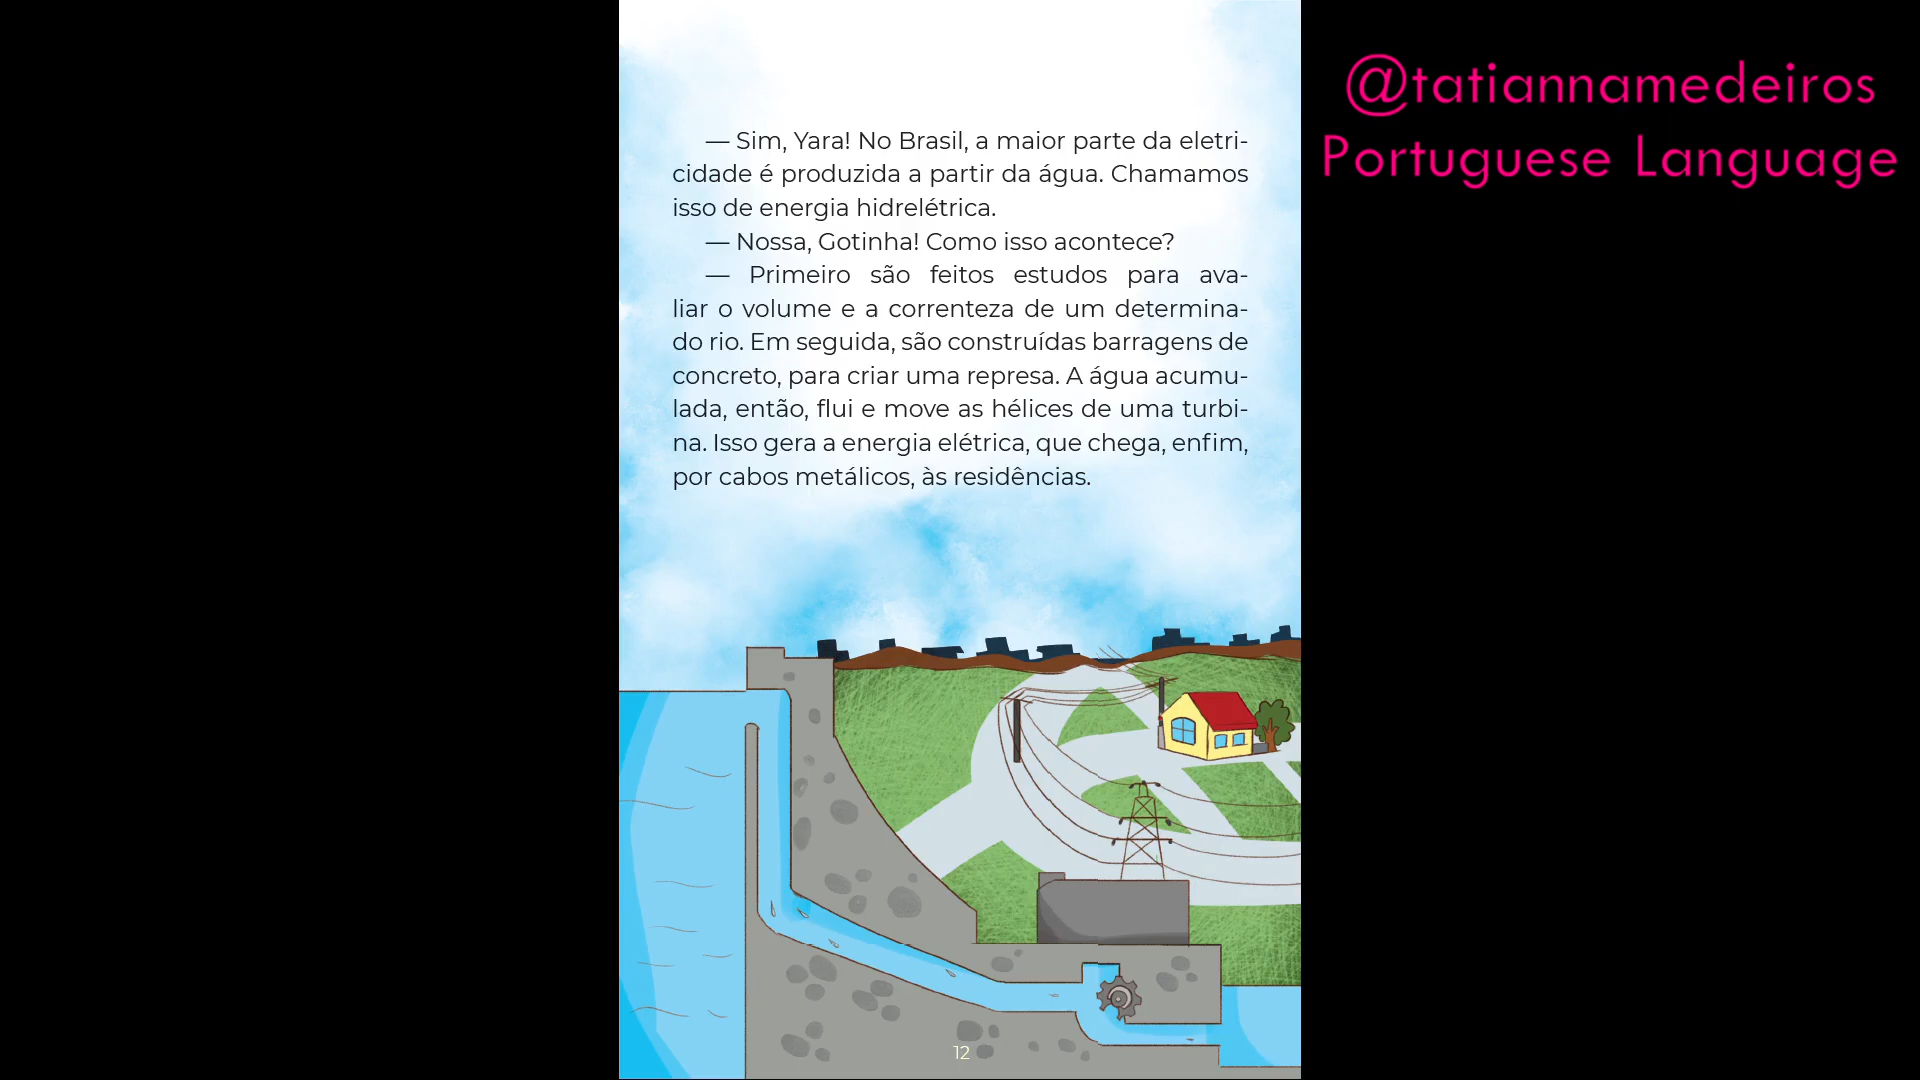 — Sim, Yara! No Brasil, a maior parte da eletri-
cidade é produzida a partir da água. Chamamos
isso de energia hidrelétrica.
— Nossa, Gotinha! Como isso acontece?
— Primeiro são feitos estudos para ava-
liar o volume e a correnteza de um determina-
do rio. Em seguida, são construídas barragens de
concreto, para criar uma represa. A água acumu-
lada, então, flui e move as hélices de uma turbi-
na. Isso gera a energia elétrica, que chega, enfim,
por cabos metálicos, às residências.
12
@tatiannamedeiros
Portuguese Language